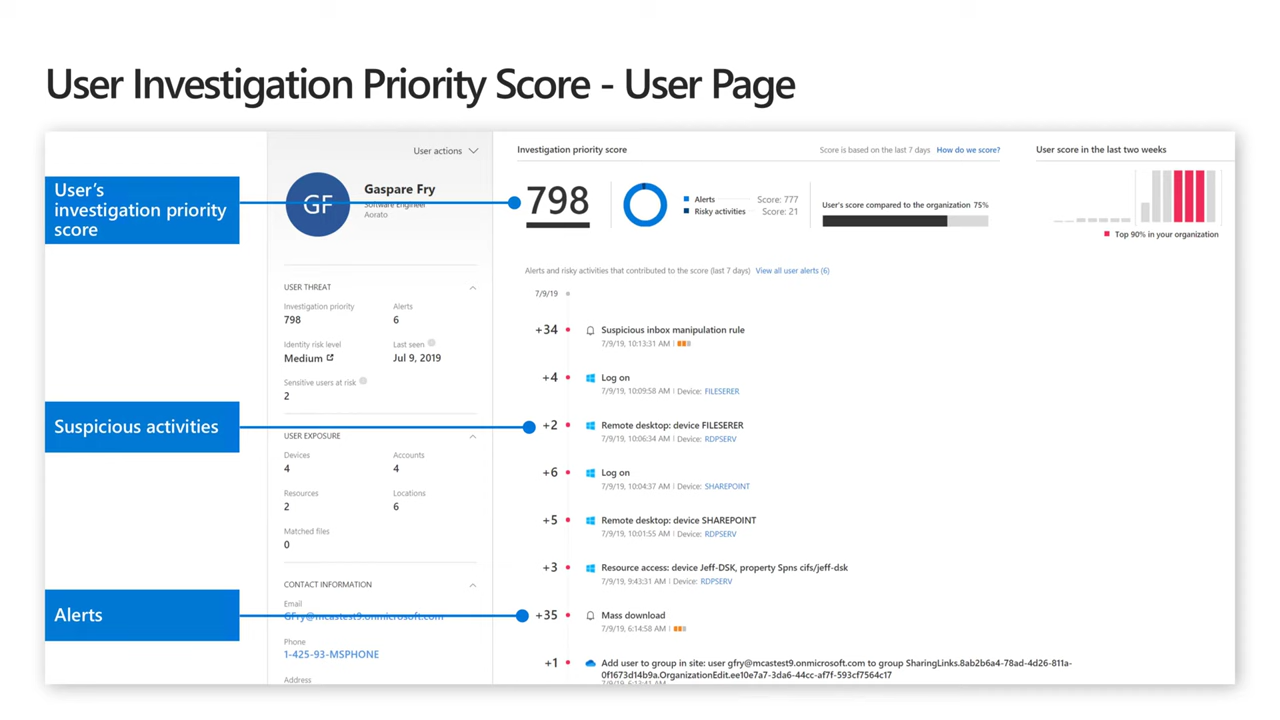 User Investigation Priority Score - User Page
User's
investigation priority
score
Suspicious activities
Alerts
User actions
GF
Gaspare Fry
Software Engineer
Aorato
USER THREAT
Investigation priority
Alerts
798
6
Identity risk level
Last seen
Medium
Jul 9, 2019
Sensitive users at risk
2
USER EXPOSURE
Devices
Accounts
4
4
Resources
Locations
2
6
Matched files
0
CONTACT INFORMATION
Email
GFry@mcastest9.onmicrosoft.com
Phone
1-425-93-MSPHONE
Address
Investigation priority score
Score is based on the last 7 days How do we score?
798
Alerts Score: 777
Risky activities Score: 21
User's score compared to the organization 75%
User score in the last two weeks
Top 90% in your organization
Alerts and risky activities that contributed to the score (last 7 days) View all user alerts (6)
7/9/19
+34 Suspicious inbox manipulation rule
7/9/19, 10:13:31 AM |
+4 Log on
7/9/19, 10:09:58 AM | Device: FILESERER
+2 Remote desktop: device FILESERER
7/9/19, 10:06:34 AM | Device: RDPSERV
+6 Log on
7/9/19, 10:04:37 AM | Device: SHAREPOINT
+5 Remote desktop: device SHAREPOINT
7/9/19, 10:01:55 AM | Device: RDPSERV
+3 Resource access: device Jeff-DSK, property Spns cifs/jeff-dsk
7/9/19, 9:43:31 AM | Device: RDPSERV
+35 Mass download
7/9/19, 6:14:58 AM |
+1 Add user to group in site: user gfry@mcastest9.onmicrosoft.com to group SharingLinks.8ab2b6a4-78ad-4d26-811a-
0f1673d14b9a.OrganizationEdit.ee10e7a7-3da6-44cc-af7f-593cf7564c17
7/9/19, 6:13:41 AM